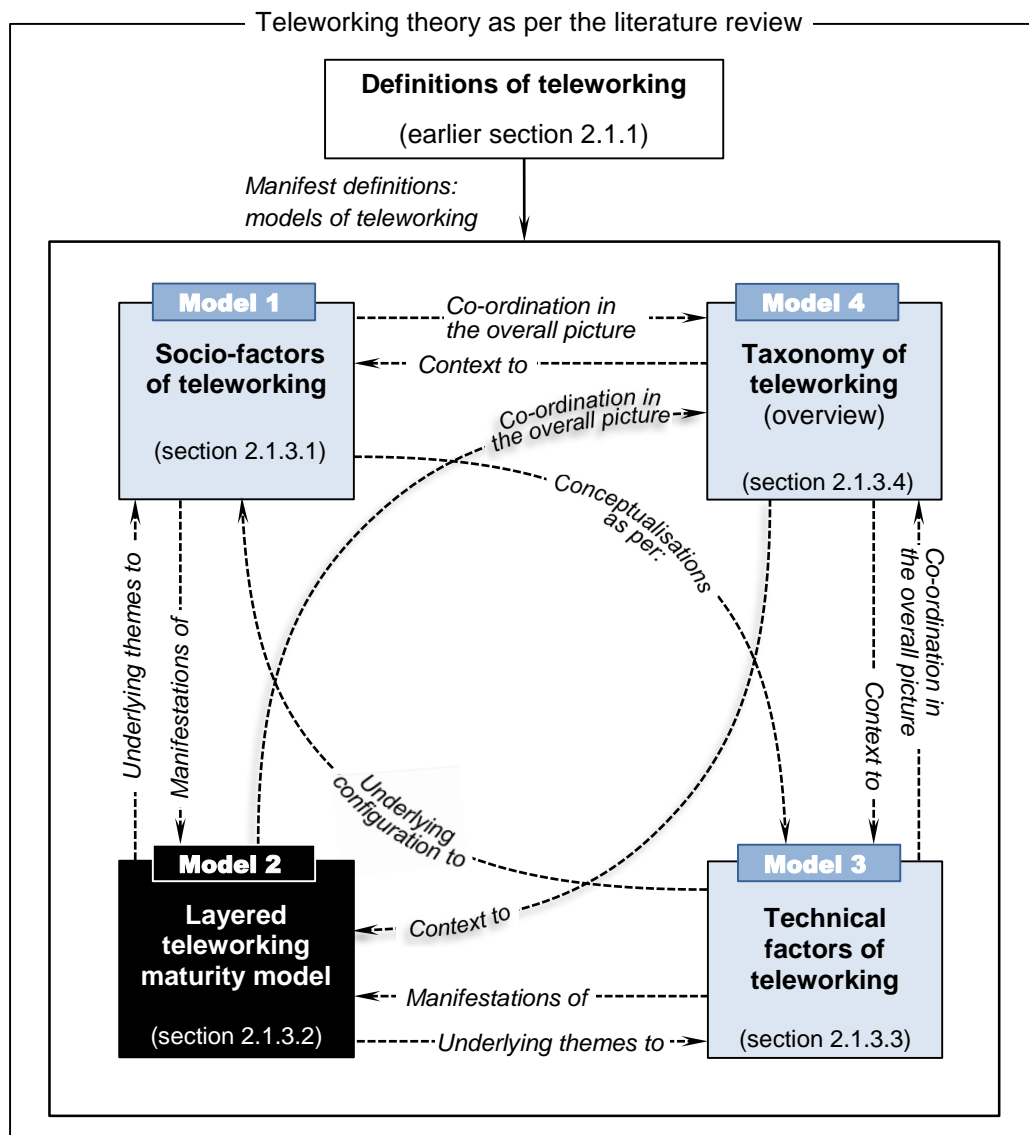 Teleworking theory as per the literature review
Definitions of teleworking
(earlier section 2.1.1)
Manifest definitions:
models of teleworking
Model 1
Socio-factors
of teleworking
(section 2.1.3.1)
Co-ordination in
the overall picture
Context to
Model 4
Taxonomy of
teleworking
(overview)
(section 2.1.3.4)
Co-ordination in
the overall picture
Conceptualisations
as per:
Underlying themes to
Manifestations of
Context to
Co-ordination in
the overall picture
Underlying
configuration to
Model 2
Layered
teleworking
maturity model
(section 2.1.3.2)
Context to
Manifestations of
Underlying themes to
Model 3
Technical
factors of
teleworking
(section 2.1.3.3)